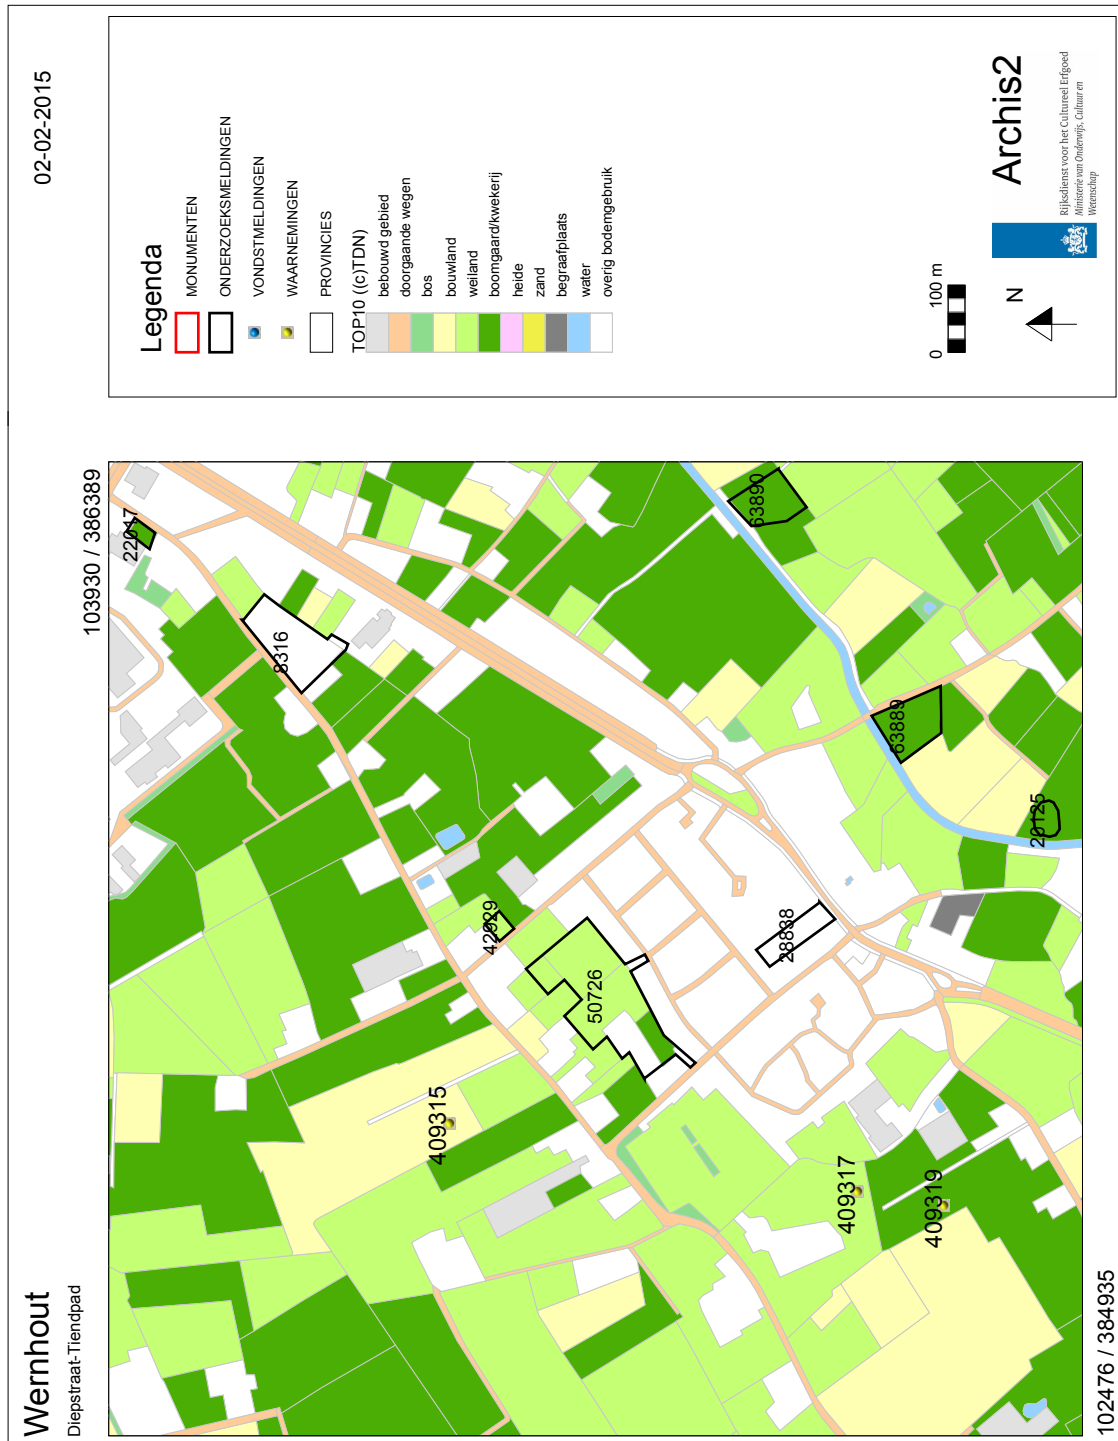 Wernhout
Diepstraat-Tiendpad
02-02-2015
103930 / 386389
102476 / 384935
22017
8316
42929
50726
28838
63890
63889
20125
409315
409317
409319
Legenda
MONUMENTEN
ONDERZOEKSMELDINGEN
VONDSTMELDINGEN
WAARNEMINGEN
PROVINCIES
TOP10 ((c)TDN)
bebouwd gebied
doorgaande wegen
bos
bouwland
weiland
boomgaard/kwekerij
heide
zand
begraafplaats
water
overig bodemgebruik
0 100 m
N
Archis2
Rijksdienst voor het Cultureel Erfgoed
Ministerie van Onderwijs, Cultuur en
Wetenschap